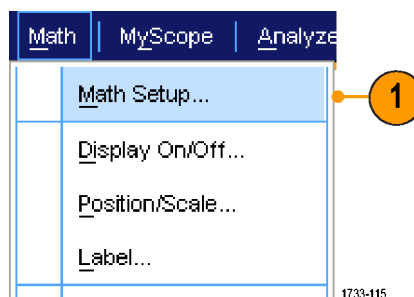 Math | MyScope | Analyze
Math Setup...
1
Display On/Off...
Position/Scale...
Label...
1733-115